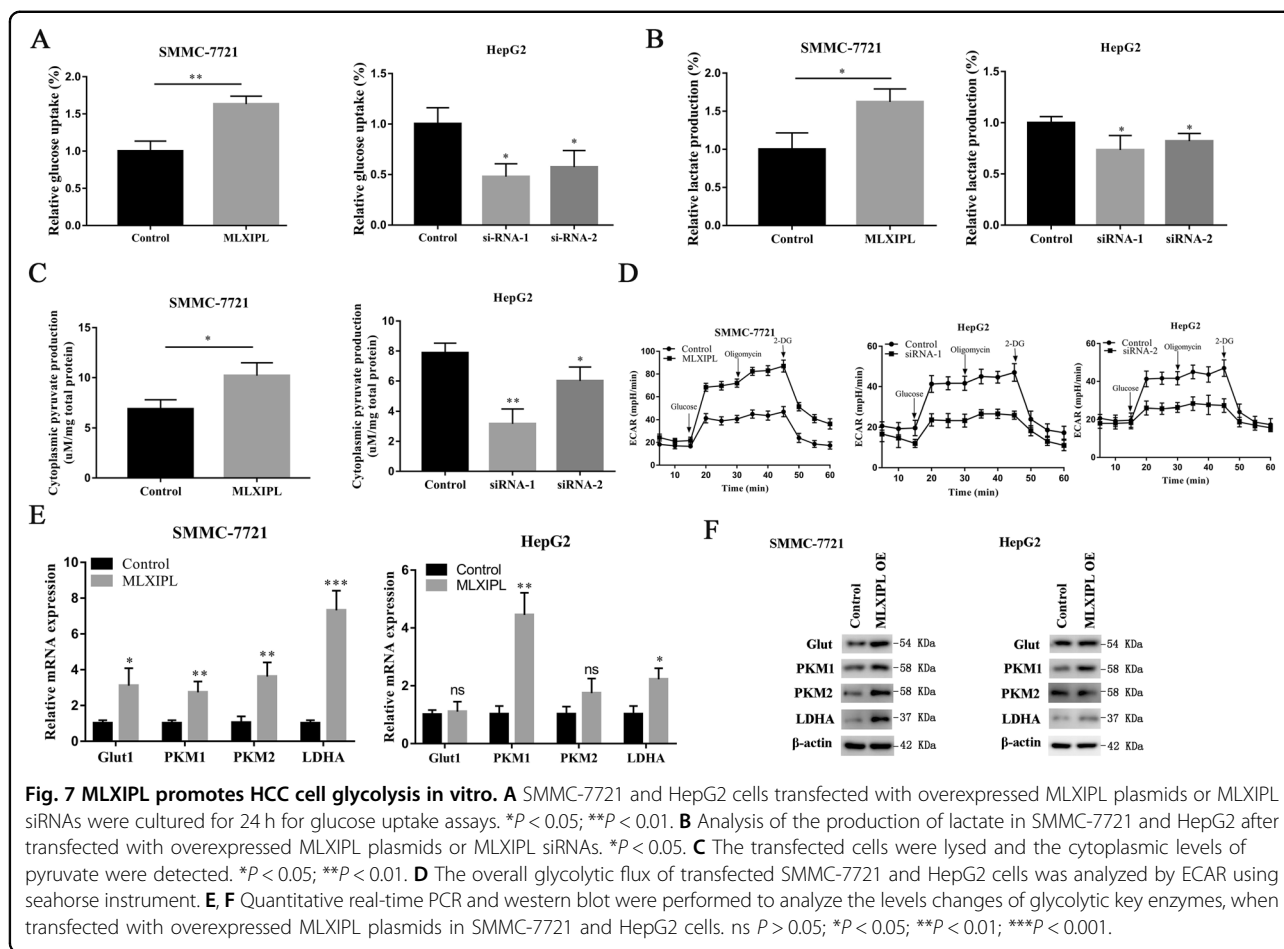 A
SMMC-7721
Relative glucose uptake (%)
2.0
1.5
1.0
0.5
0.0
**
Control MLXIPL
HepG2
Relative glucose uptake (%)
1.5
1.0
0.5
0.0
* *
Control si-RNA-1 si-RNA-2
B
SMMC-7721
Relative lactate production (%)
2.0
1.5
1.0
0.5
0.0
*
Control MLXIPL
HepG2
Relative lactate production (%)
1.5
1.0
0.5
0.0
* *
Control siRNA-1 siRNA-2
C
SMMC-7721
Cytoplasmic pyruvate production
(uM/mg total protein)
15
10
5
0
*
Control MLXIPL
HepG2
Cytoplasmic pyruvate production
(uM/mg total protein)
10
8
6
4
2
0
** *
Control siRNA-1 siRNA-2
D
SMMC-7721
Control
MLXIPL
Oligomycin
2-DG
Glucose
ECAR
(mpH/min)
100
80
60
40
20
0
10 20 30 40 50 60
Time (min)
HepG2
Control
siRNA-1
Oligomycin
2-DG
Glucose
ECAR
(mpH/min)
60
40
20
0
10 20 30 40 50 60
Time (min)
HepG2
Control
siRNA-2
Oligomycin
2-DG
Glucose
ECAR
(mpH/min)
60
40
20
0
10 20 30 40 50 60
Time (min)
E
SMMC-7721
Control
MLXIPL
Relative mRNA expression
10
8
6
4
2
0
* ** ** ***
Glut1 PKM1 PKM2 LDHA
HepG2
Control
MLXIPL
Relative mRNA expression
6
4
2
0
ns ** ns *
Glut1 PKM1 PKM2 LDHA
F
SMMC-7721
Control
MLXIPL OE
Glut -54 KDa
PKM1 -58 KDa
PKM2 -58 KDa
LDHA -37 KDa
β-actin -42 KDa
HepG2
Control
MLXIPL OE
Glut -54 KDa
PKM1 -58 KDa
PKM2 -58 KDa
LDHA -37 KDa
β-actin -42 KDa
Fig. 7 MLXIPL promotes HCC cell glycolysis in vitro. A SMMC-7721 and HepG2 cells transfected with overexpressed MLXIPL plasmids or MLXIPL
siRNAs were cultured for 24 h for glucose uptake assays. *P < 0.05; **P < 0.01. B Analysis of the production of lactate in SMMC-7721 and HepG2 after
transfected with overexpressed MLXIPL plasmids or MLXIPL siRNAs. *P < 0.05. C The transfected cells were lysed and the cytoplasmic levels of
pyruvate were detected. *P < 0.05; **P < 0.01. D The overall glycolytic flux of transfected SMMC-7721 and HepG2 cells was analyzed by ECAR using
seahorse instrument. E, F Quantitative real-time PCR and western blot were performed to analyze the levels changes of glycolytic key enzymes, when
transfected with overexpressed MLXIPL plasmids in SMMC-7721 and HepG2 cells. ns P > 0.05; *P < 0.05; **P < 0.01; ***P < 0.001.